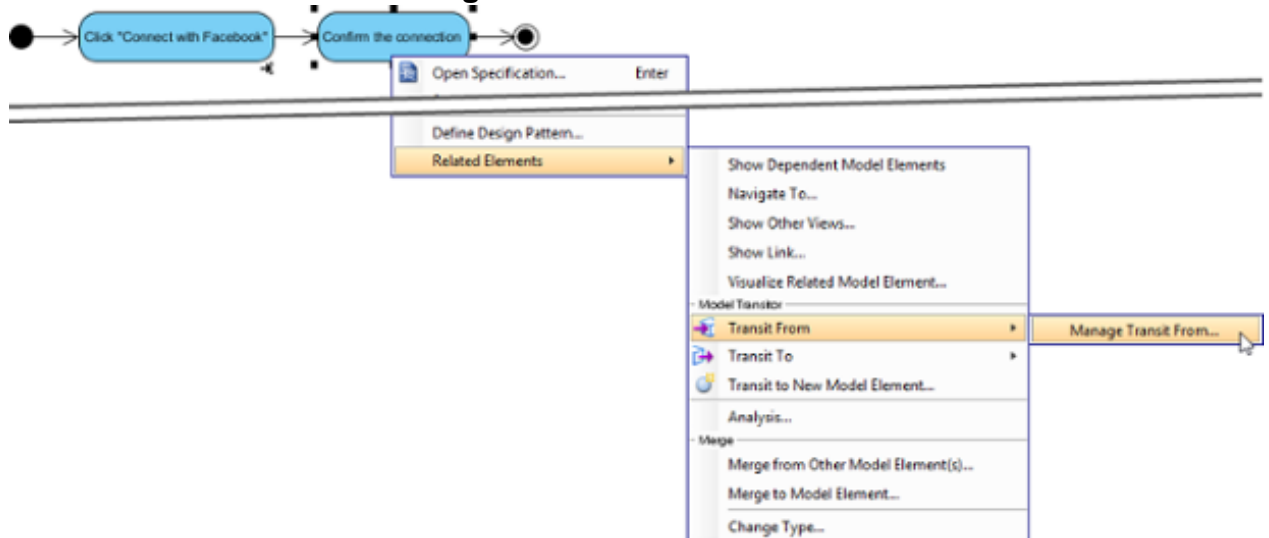 Click "Connect with Facebook"
Confirm the connection
Open Specification... Enter
Define Design Pattern...
Related Elements
Show Dependent Model Elements
Navigate To...
Show Other Views...
Show Link...
Visualize Related Model Element...
Model Transitor
Transit From
Manage Transit From...
Transit To
Transit to New Model Element...
Analysis...
Merge
Merge from Other Model Element(s)...
Merge to Model Element...
Change Type...